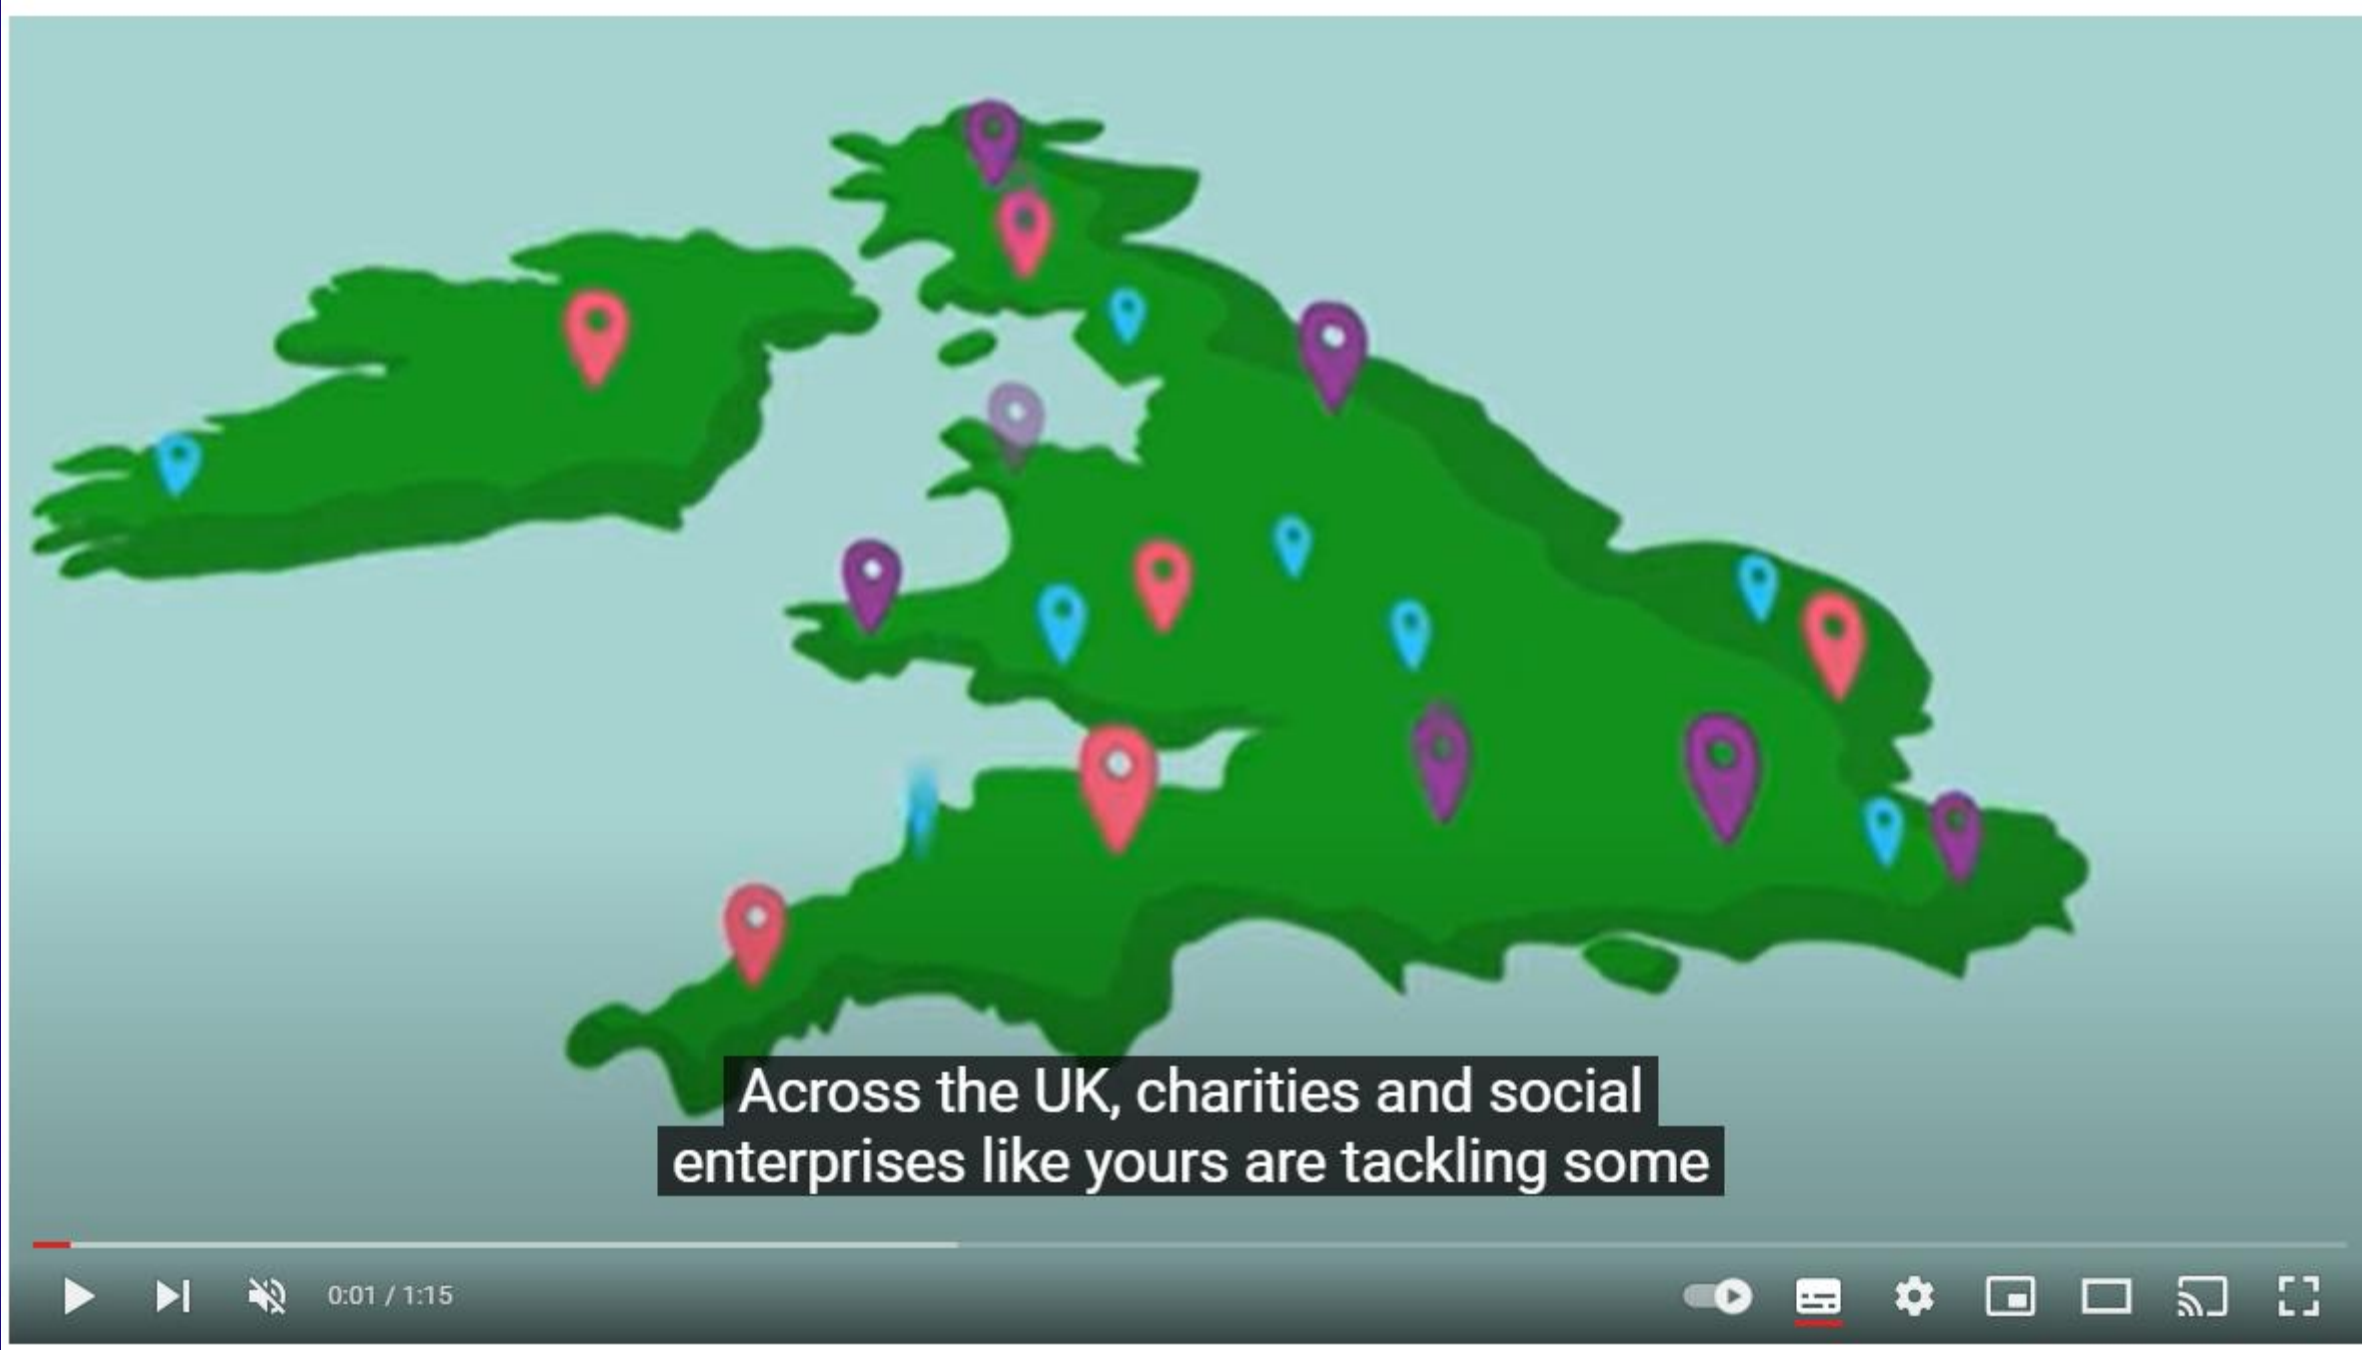 Across the UK, charities and social
enterprises like yours are tackling some
0:01 / 1:15